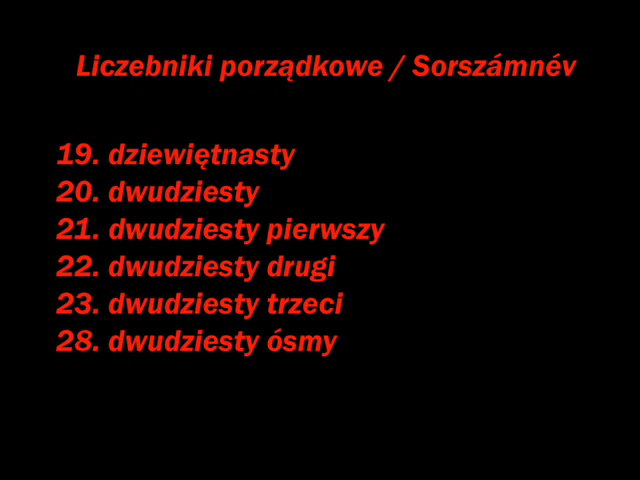 Liczebniki porządkowe / Sorszámnév
19. dziewiętnasty
20. dwudziesty
21. dwudziesty pierwszy
22. dwudziesty drugi
23. dwudziesty trzeci
28. dwudziesty ósmy